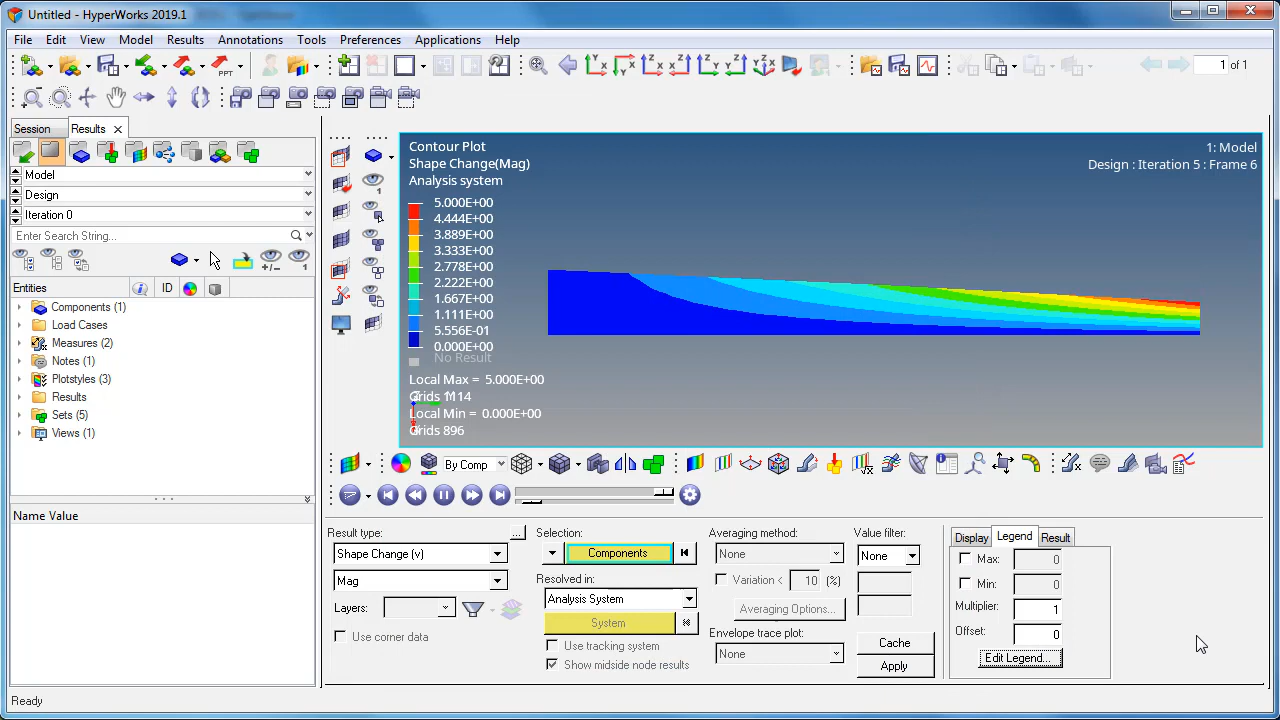 Untitled - HyperWorks 2019.1
File Edit View Model Results Annotations Tools Preferences Applications Help
PPT
1 of 1
Session Results
Model
Design
Iteration 0
Enter Search String...
+/- 1
Entities ID
Components (1)
Load Cases
Measures (2)
Notes (1)
Plotstyles (3)
Results
Sets (5)
Views (1)
Name Value
1
Contour Plot
Shape Change(Mag)
Analysis system
1: Model
Design : Iteration 5 : Frame 6
5.000E+00
4.444E+00
3.889E+00
3.333E+00
2.778E+00
2.222E+00
1.667E+00
1.111E+00
5.556E-01
0.000E+00
No Result
Local Max = 5.000E+00
Grids 1114
Local Min = 0.000E+00
Grids 896
By Comp
Result type: ...
Shape Change (v)
Mag
Layers:
Use corner data
Selection:
Components
Resolved in:
Analysis System
System
Use tracking system
Show midside node results
Averaging method:
None
Variation < 10 (%)
Averaging Options...
Envelope trace plot:
None
Value filter:
None
Cache
Apply
Display Legend Result
Max: 0
Min: 0
Multiplier: 1
Offset: 0
Edit Legend...
Ready